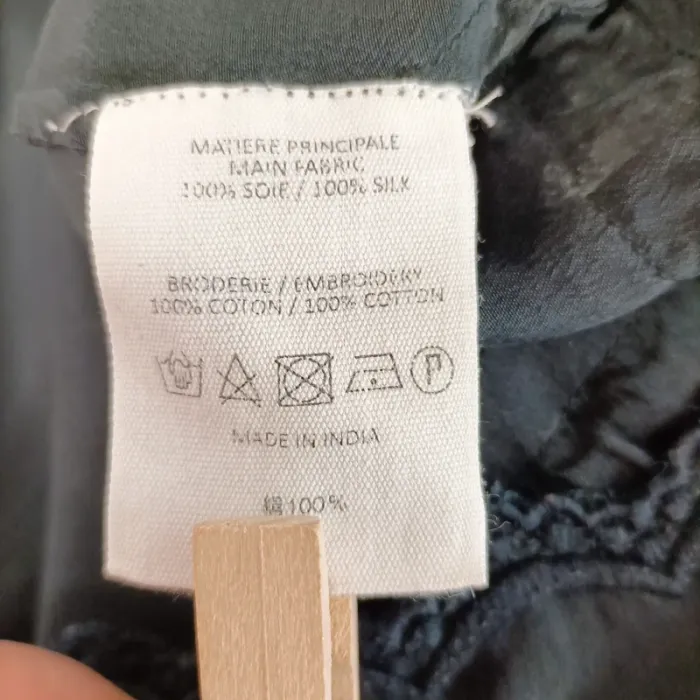 MATIERE PRINCIPALE
MAIN FABRIC
100% SOIE / 100% SILK
BRODERIE / EMBROIDERY
100% COTON / 100% COTTON
P
MADE IN INDIA
絹100%